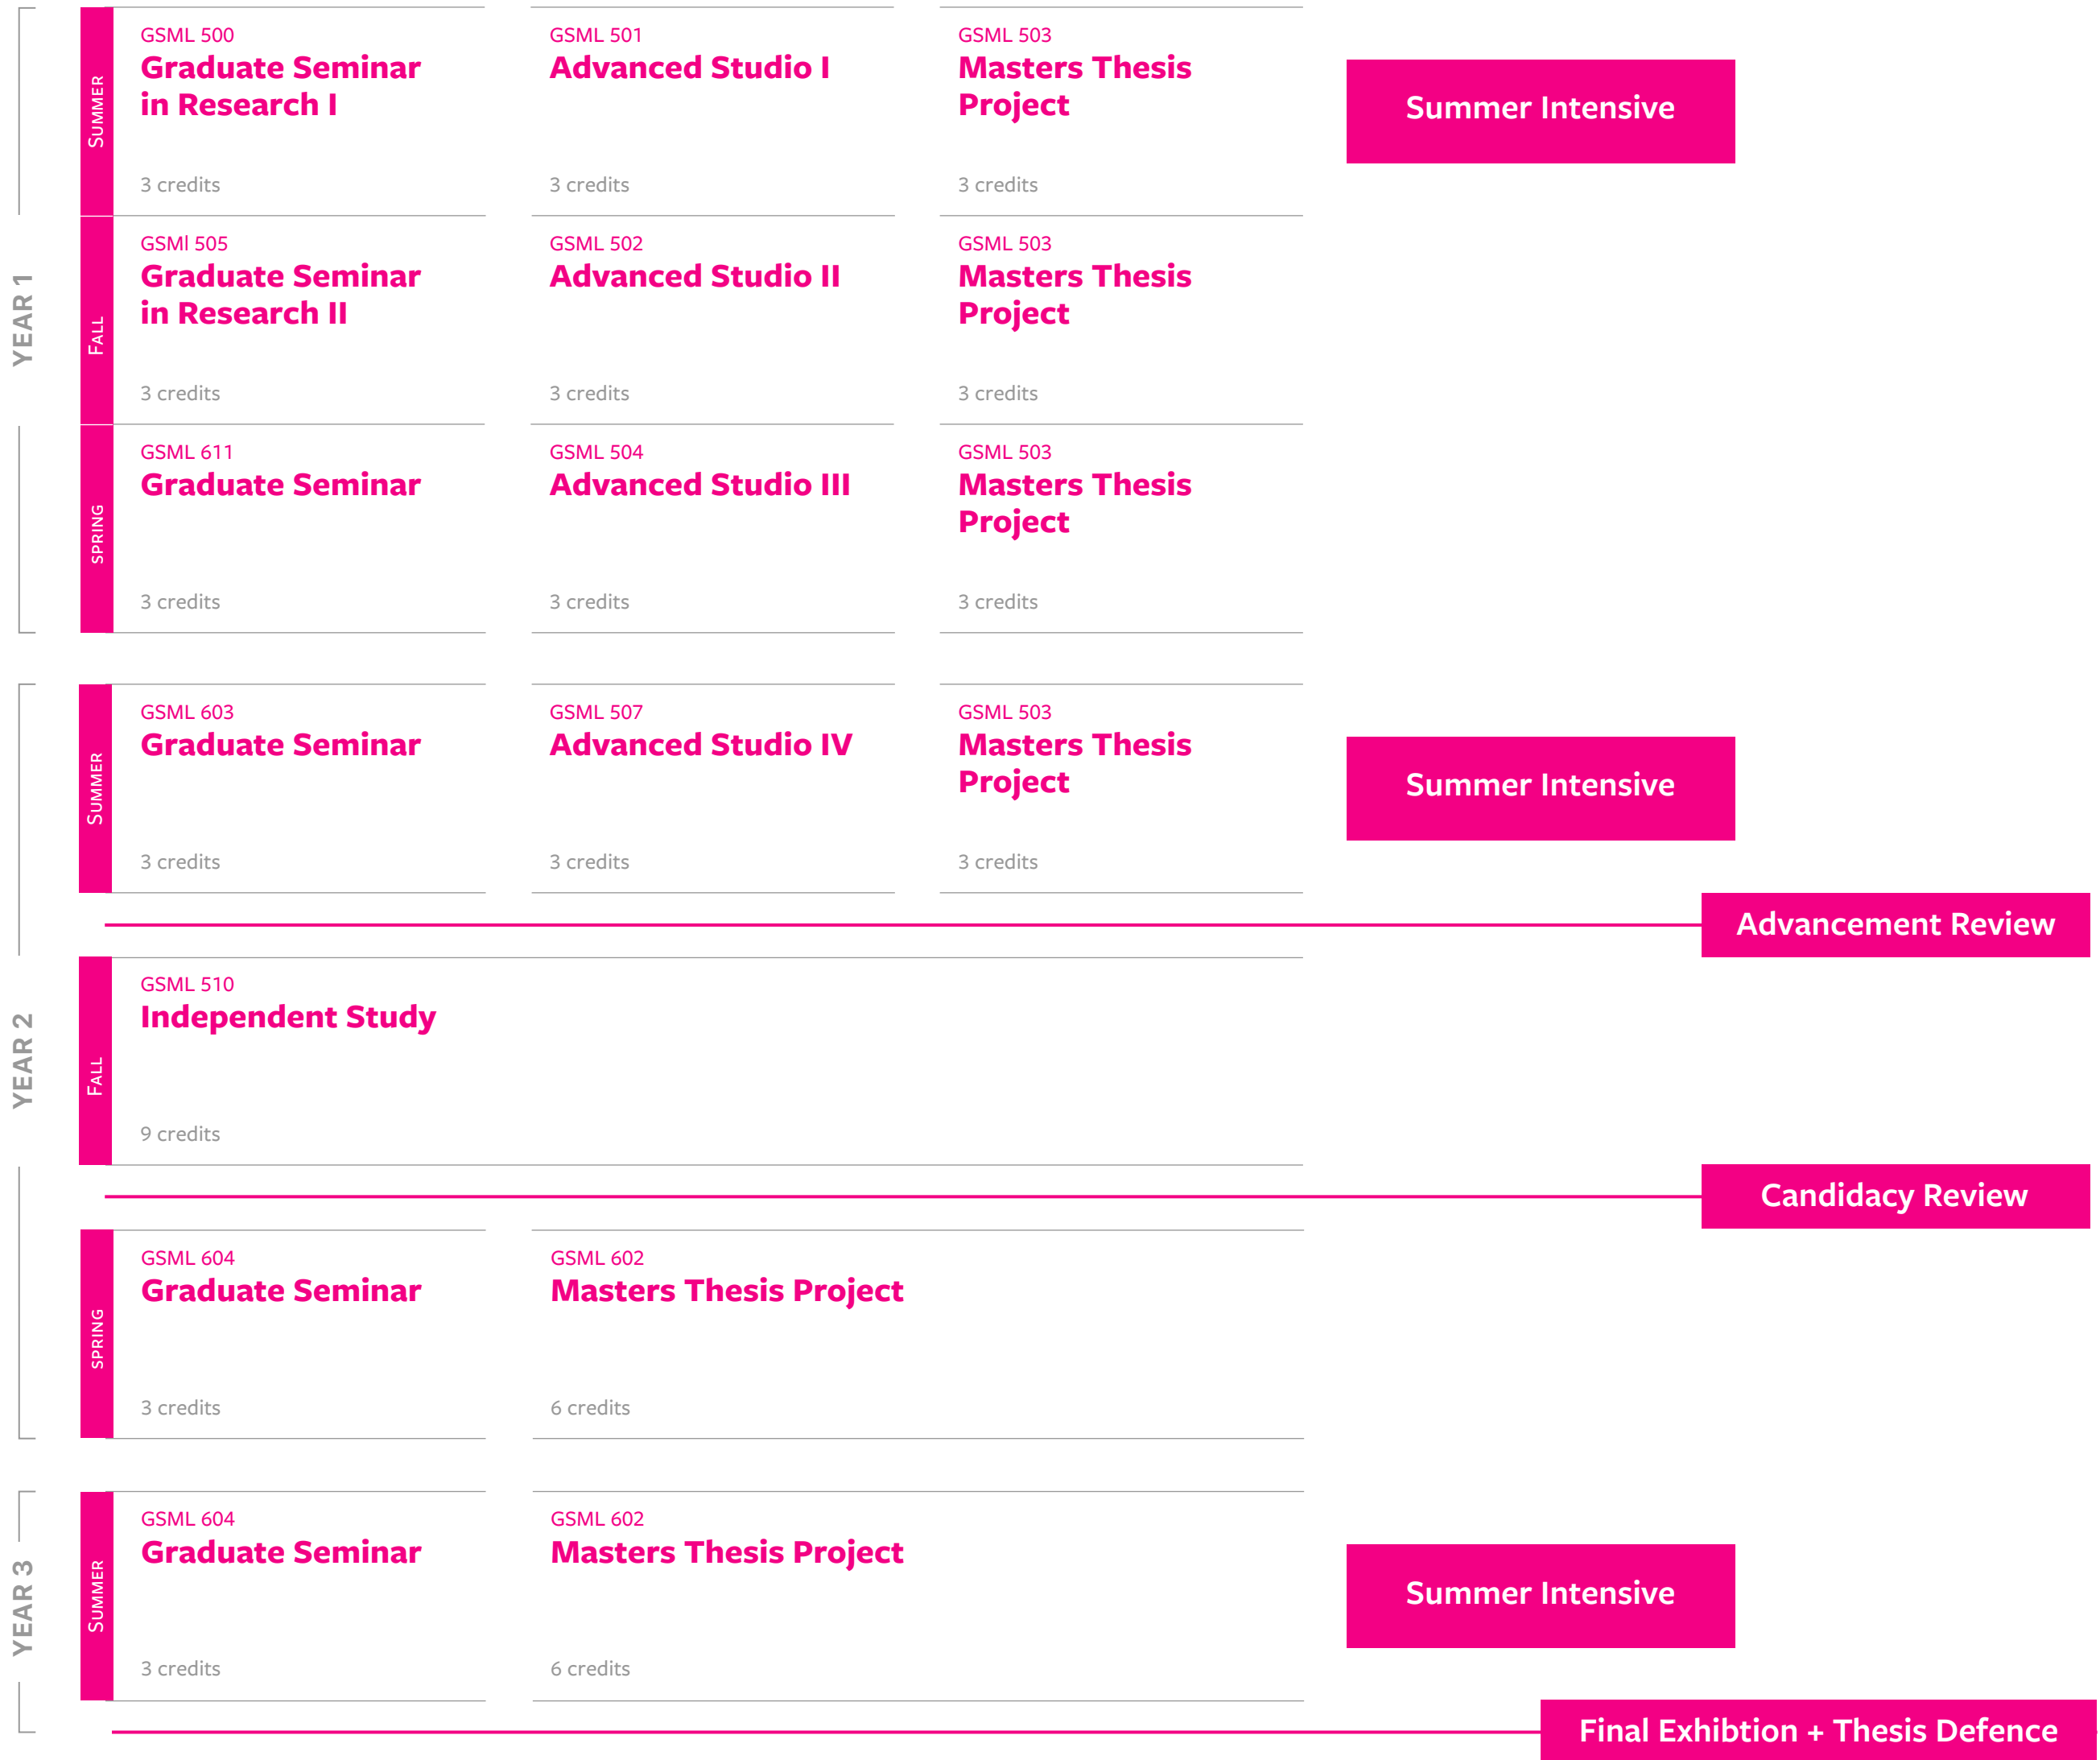 YEAR 1
SUMMER
GSML 500
Graduate Seminar
in Research I
3 credits
GSML 501
Advanced Studio I
3 credits
GSML 503
Masters Thesis
Project
3 credits
Summer Intensive
FALL
GSMl 505
Graduate Seminar
in Research II
3 credits
GSML 502
Advanced Studio II
3 credits
GSML 503
Masters Thesis
Project
3 credits
SPRING
GSML 611
Graduate Seminar
3 credits
GSML 504
Advanced Studio III
3 credits
GSML 503
Masters Thesis
Project
3 credits
YEAR 2
SUMMER
GSML 603
Graduate Seminar
3 credits
GSML 507
Advanced Studio IV
3 credits
GSML 503
Masters Thesis
Project
3 credits
Summer Intensive
Advancement Review
FALL
GSML 510
Independent Study
9 credits
Candidacy Review
SPRING
GSML 604
Graduate Seminar
3 credits
GSML 602
Masters Thesis Project
6 credits
YEAR 3
SUMMER
GSML 604
Graduate Seminar
3 credits
GSML 602
Masters Thesis Project
6 credits
Summer Intensive
Final Exhibtion + Thesis Defence